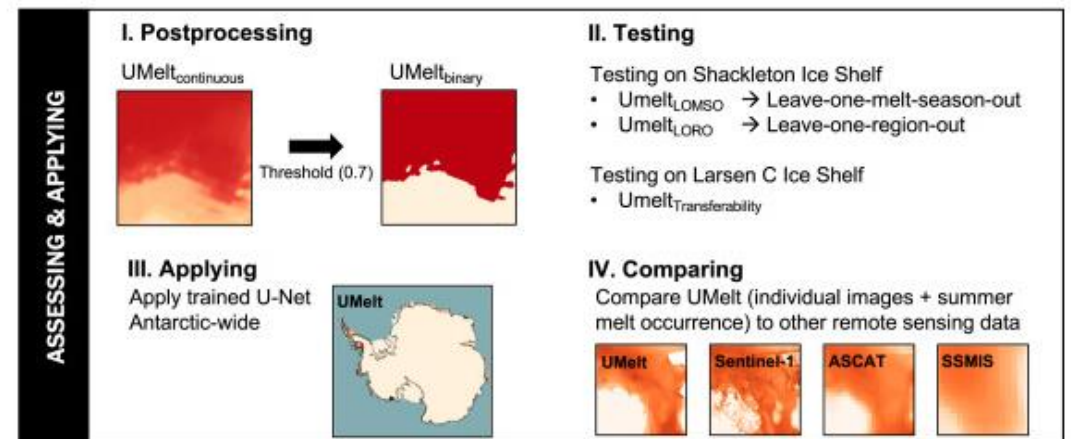 ASSESSING & APPLYING
I. Postprocessing
UMeltcontinuous
UMeltbinary
Threshold (0.7)
II. Testing
Testing on Shackleton Ice Shelf
• UmeltLOMSO → Leave-one-melt-season-out
• UmeltLORO → Leave-one-region-out
Testing on Larsen C Ice Shelf
• UmeltTransferability
III. Applying
Apply trained U-Net
Antarctic-wide
UMelt
IV. Comparing
Compare UMelt (individual images + summer
melt occurrence) to other remote sensing data
UMelt
Sentinel-1
ASCAT
SSMIS